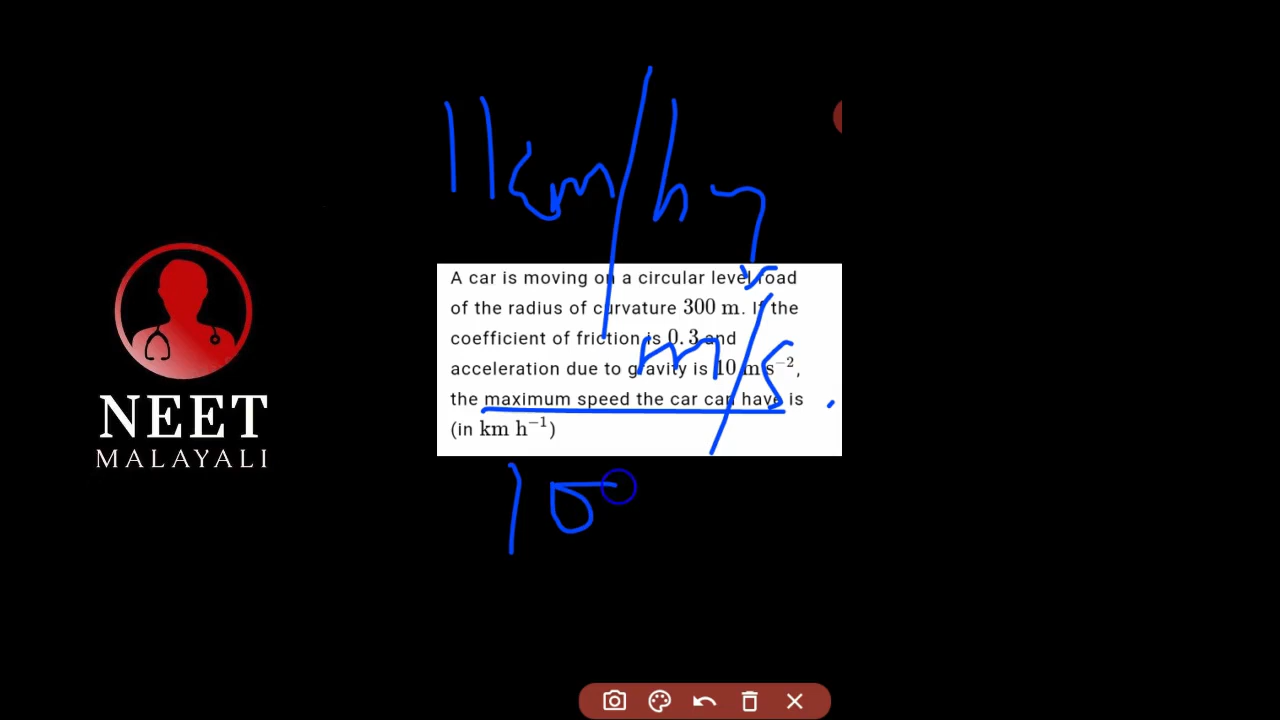 11km/h
A car is moving on a circular level road
of the radius of curvature 300 m. If the
coefficient of friction is 0.3 and
acceleration due to gravity is 10 m s⁻²,
the maximum speed the car can have is
(in km h⁻¹)
m/s
10
NEET
MALAYALI